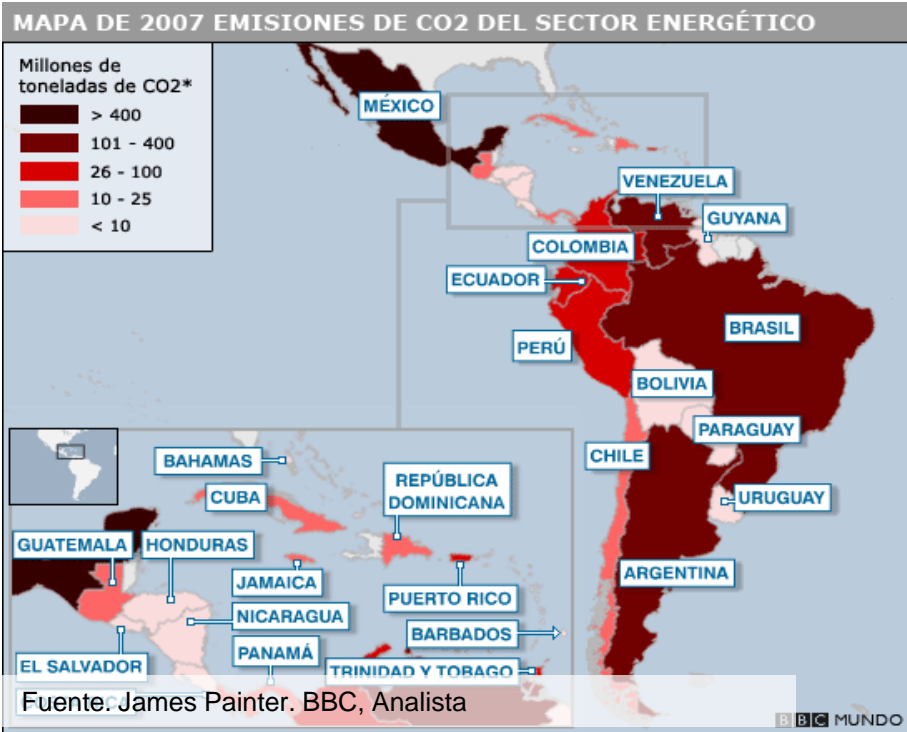 MAPA DE 2007 EMISIONES DE CO2 DEL SECTOR ENERGÉTICO
Millones de
toneladas de CO2*
> 400
101 - 400
26 - 100
10 - 25
< 10
MÉXICO
VENEZUELA
GUYANA
COLOMBIA
ECUADOR
BRASIL
PERÚ
BOLIVIA
PARAGUAY
CHILE
URUGUAY
ARGENTINA
BAHAMAS
CUBA
REPÚBLICA
DOMINICANA
GUATEMALA
HONDURAS
JAMAICA
PUERTO RICO
NICARAGUA
BARBADOS
PANAMÁ
EL SALVADOR
TRINIDAD Y TOBAGO
Fuente. James Painter. BBC, Analista
BBC MUNDO